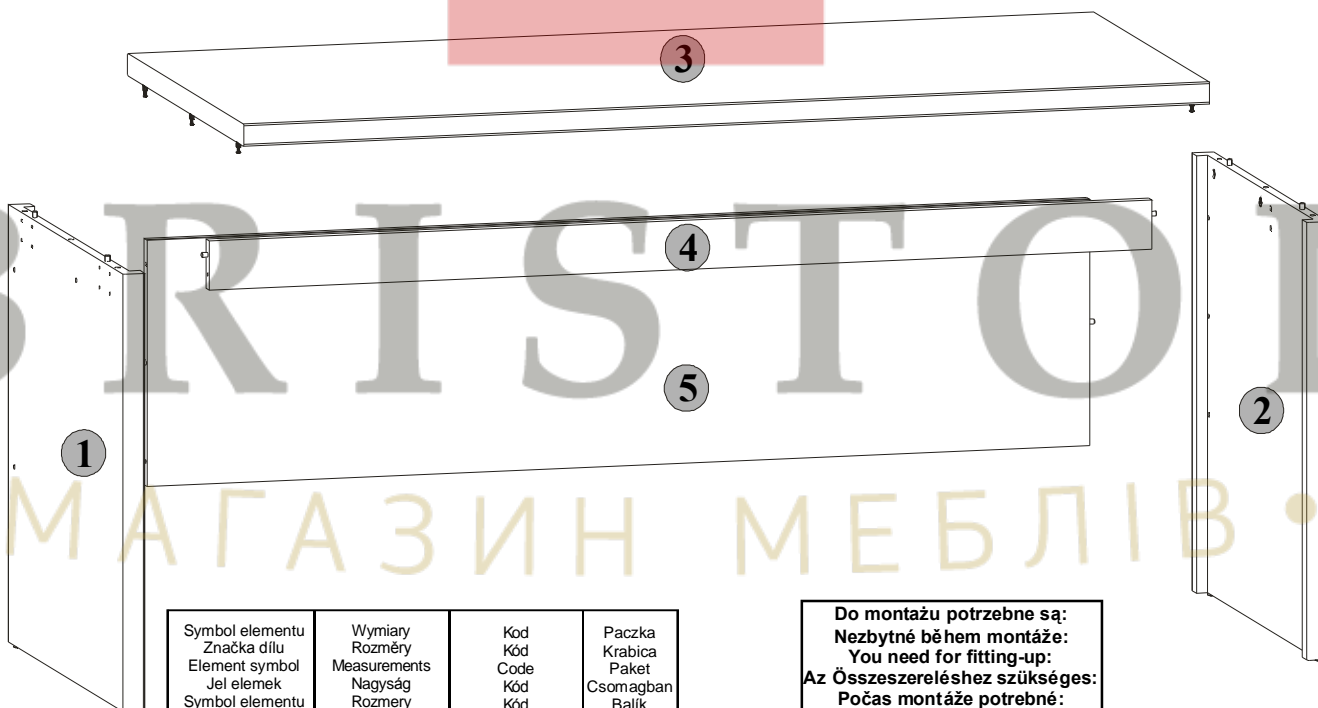 3
BRISTOL
4
5
1
2
МАГАЗИН МЕБЛІВ •
Symbol elementu Wymiary Kod Paczka
Značka dílu Rozměry Kód Krabica
Element symbol Measurements Code Paket
Jel elemek Nagyság Kód Csomagban
Symbol elementu Rozmery Kód Balík
Do montażu potrzebne są:
Nezbytné během montáže:
You need for fitting-up:
Az Összeszereléshez szükséges:
Počas montáže potrebné: